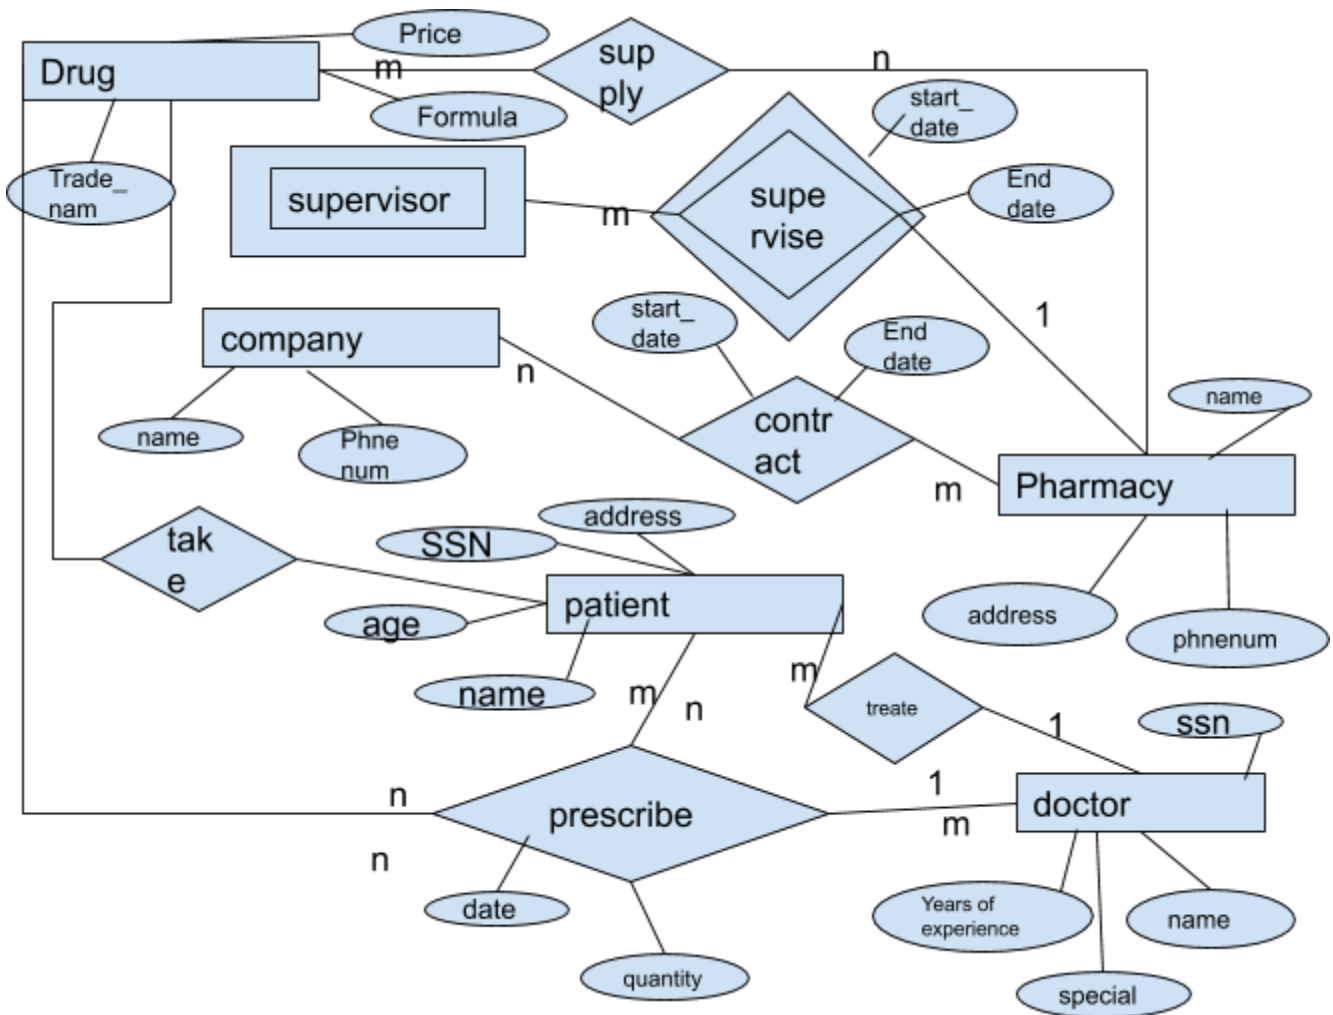 Price
sup
ply
n
Drug
m
start_
date
Formula
Trade_
nam
End
date
supervisor
m
supe
rvise
start_
date
1
End
date
company
n
name
contr
act
name
Phne
num
m
Pharmacy
address
SSN
tak
e
patient
age
address
phnenum
name
m
m
n
treate
1
ssn
n
1
prescribe
m
doctor
n
date
Years of
experience
name
quantity
special